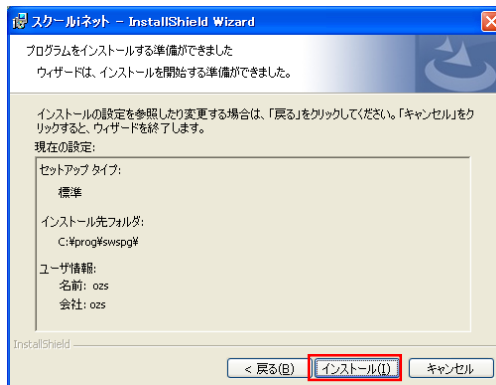 スクールiネット - InstallShield Wizard
プログラムをインストールする準備ができました
ウィザードは、インストールを開始する準備ができました。
インストールの設定を参照したり変更する場合は、「戻る」をクリックしてください。「キャンセル」をク
リックすると、ウィザードを終了します。
現在の設定:
セットアップ タイプ:
標準
インストール先フォルダ:
C:¥prog¥swspg¥
ユーザ情報:
名前: ozs
会社: ozs
InstallShield
< 戻る(B) インストール(I) キャンセル